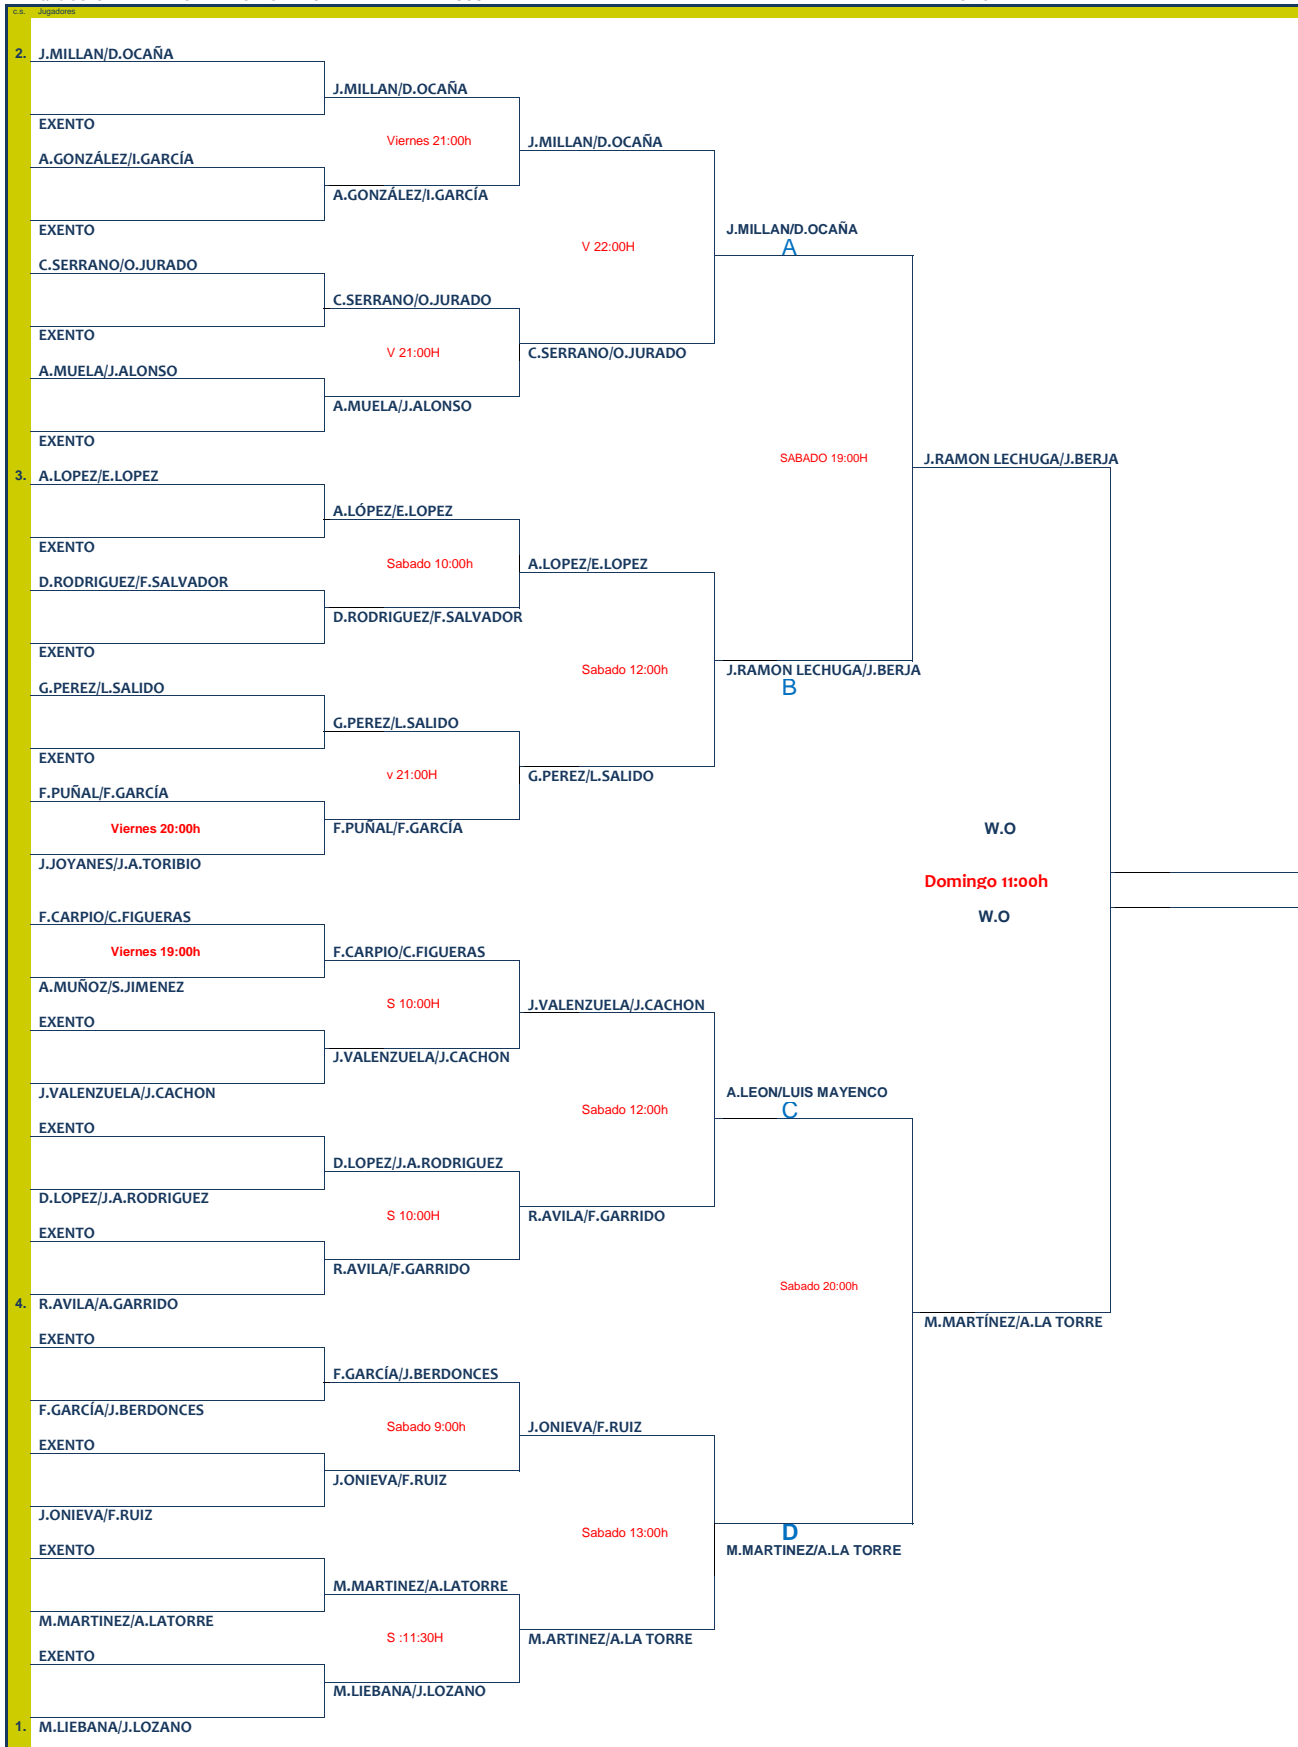 c.s. Jugadores
2. J.MILLAN/D.OCAÑA
J.MILLAN/D.OCAÑA
EXENTO
Viernes 21:00h
J.MILLAN/D.OCAÑA
A.GONZÁLEZ/I.GARCÍA
A.GONZÁLEZ/I.GARCÍA
EXENTO
J.MILLAN/D.OCAÑA
V 22:00H
A
C.SERRANO/O.JURADO
C.SERRANO/O.JURADO
EXENTO
V 21:00H
C.SERRANO/O.JURADO
A.MUELA/J.ALONSO
A.MUELA/J.ALONSO
EXENTO
SABADO 19:00H
J.RAMON LECHUGA/J.BERJA
3. A.LOPEZ/E.LOPEZ
A.LÓPEZ/E.LOPEZ
EXENTO
Sabado 10:00h
A.LOPEZ/E.LOPEZ
D.RODRIGUEZ/F.SALVADOR
D.RODRIGUEZ/F.SALVADOR
EXENTO
Sabado 12:00h
J.RAMON LECHUGA/J.BERJA
B
G.PEREZ/L.SALIDO
G.PEREZ/L.SALIDO
EXENTO
v 21:00H
G.PEREZ/L.SALIDO
F.PUÑAL/F.GARCÍA
Viernes 20:00h
F.PUÑAL/F.GARCÍA
W.O
J.JOYANES/J.A.TORIBIO
Domingo 11:00h
W.O
F.CARPIO/C.FIGUERAS
Viernes 19:00h
F.CARPIO/C.FIGUERAS
A.MUÑOZ/S.JIMENEZ
S 10:00H
J.VALENZUELA/J.CACHON
EXENTO
J.VALENZUELA/J.CACHON
J.VALENZUELA/J.CACHON
A.LEON/LUIS MAYENCO
Sabado 12:00h
C
EXENTO
D.LOPEZ/J.A.RODRIGUEZ
D.LOPEZ/J.A.RODRIGUEZ
S 10:00H
R.AVILA/F.GARRIDO
EXENTO
R.AVILA/F.GARRIDO
Sabado 20:00h
4. R.AVILA/A.GARRIDO
M.MARTÍNEZ/A.LA TORRE
EXENTO
F.GARCÍA/J.BERDONCES
F.GARCÍA/J.BERDONCES
Sabado 9:00h
J.ONIEVA/F.RUIZ
EXENTO
J.ONIEVA/F.RUIZ
J.ONIEVA/F.RUIZ
Sabado 13:00h
D
M.MARTINEZ/A.LA TORRE
EXENTO
M.MARTINEZ/A.LATORRE
M.MARTINEZ/A.LATORRE
S :11:30H
M.ARTINEZ/A.LA TORRE
EXENTO
M.LIEBANA/J.LOZANO
1. M.LIEBANA/J.LOZANO